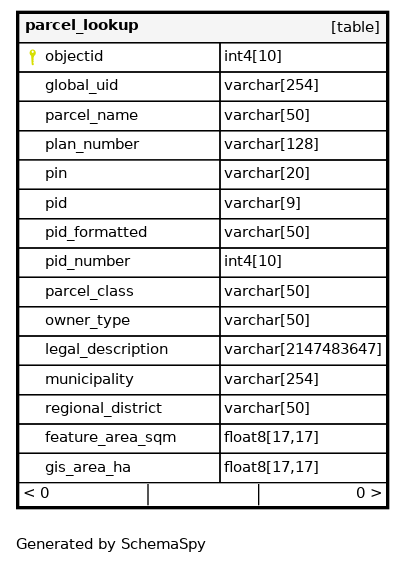 parcel_lookup [table]
objectid int4[10]
global_uid varchar[254]
parcel_name varchar[50]
plan_number varchar[128]
pin varchar[20]
pid varchar[9]
pid_formatted varchar[50]
pid_number int4[10]
parcel_class varchar[50]
owner_type varchar[50]
legal_description varchar[2147483647]
municipality varchar[254]
regional_district varchar[50]
feature_area_sqm float8[17,17]
gis_area_ha float8[17,17]
< 0 0 >
Generated by SchemaSpy